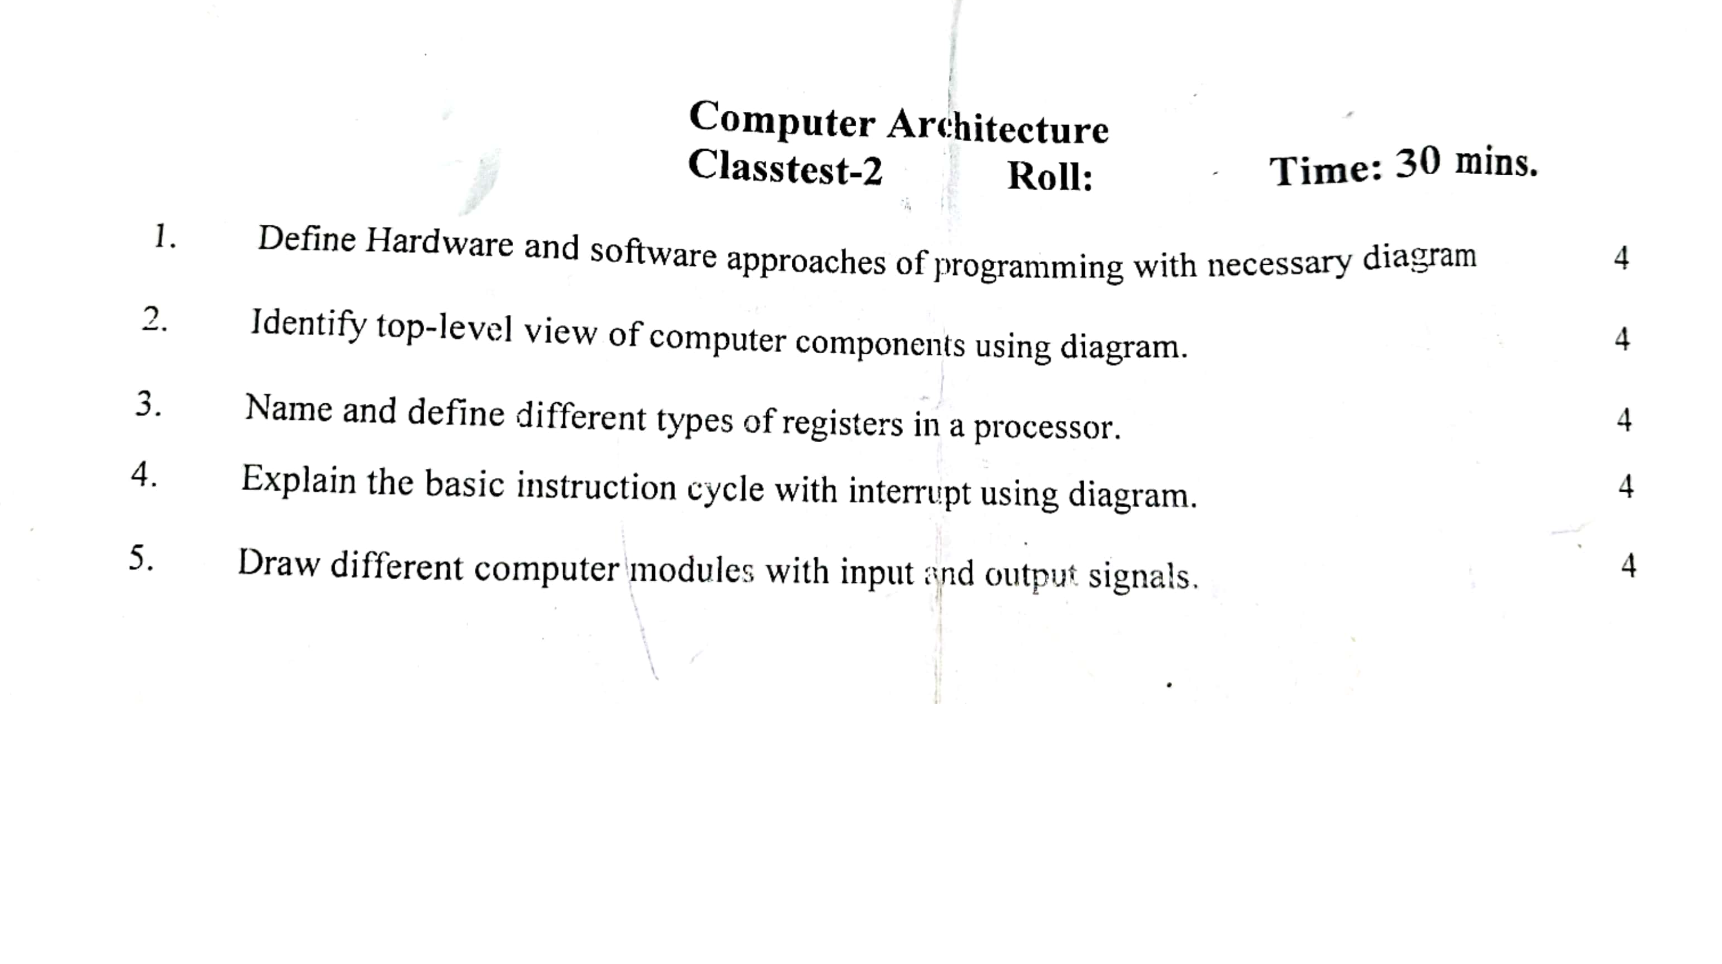 Computer Architecture
Classtest-2 Roll: Time: 30 mins.
1. Define Hardware and software approaches of programming with necessary diagram 4
2. Identify top-level view of computer components using diagram. 4
3. Name and define different types of registers in a processor. 4
4. Explain the basic instruction cycle with interrupt using diagram. 4
5. Draw different computer modules with input and output signals. 4